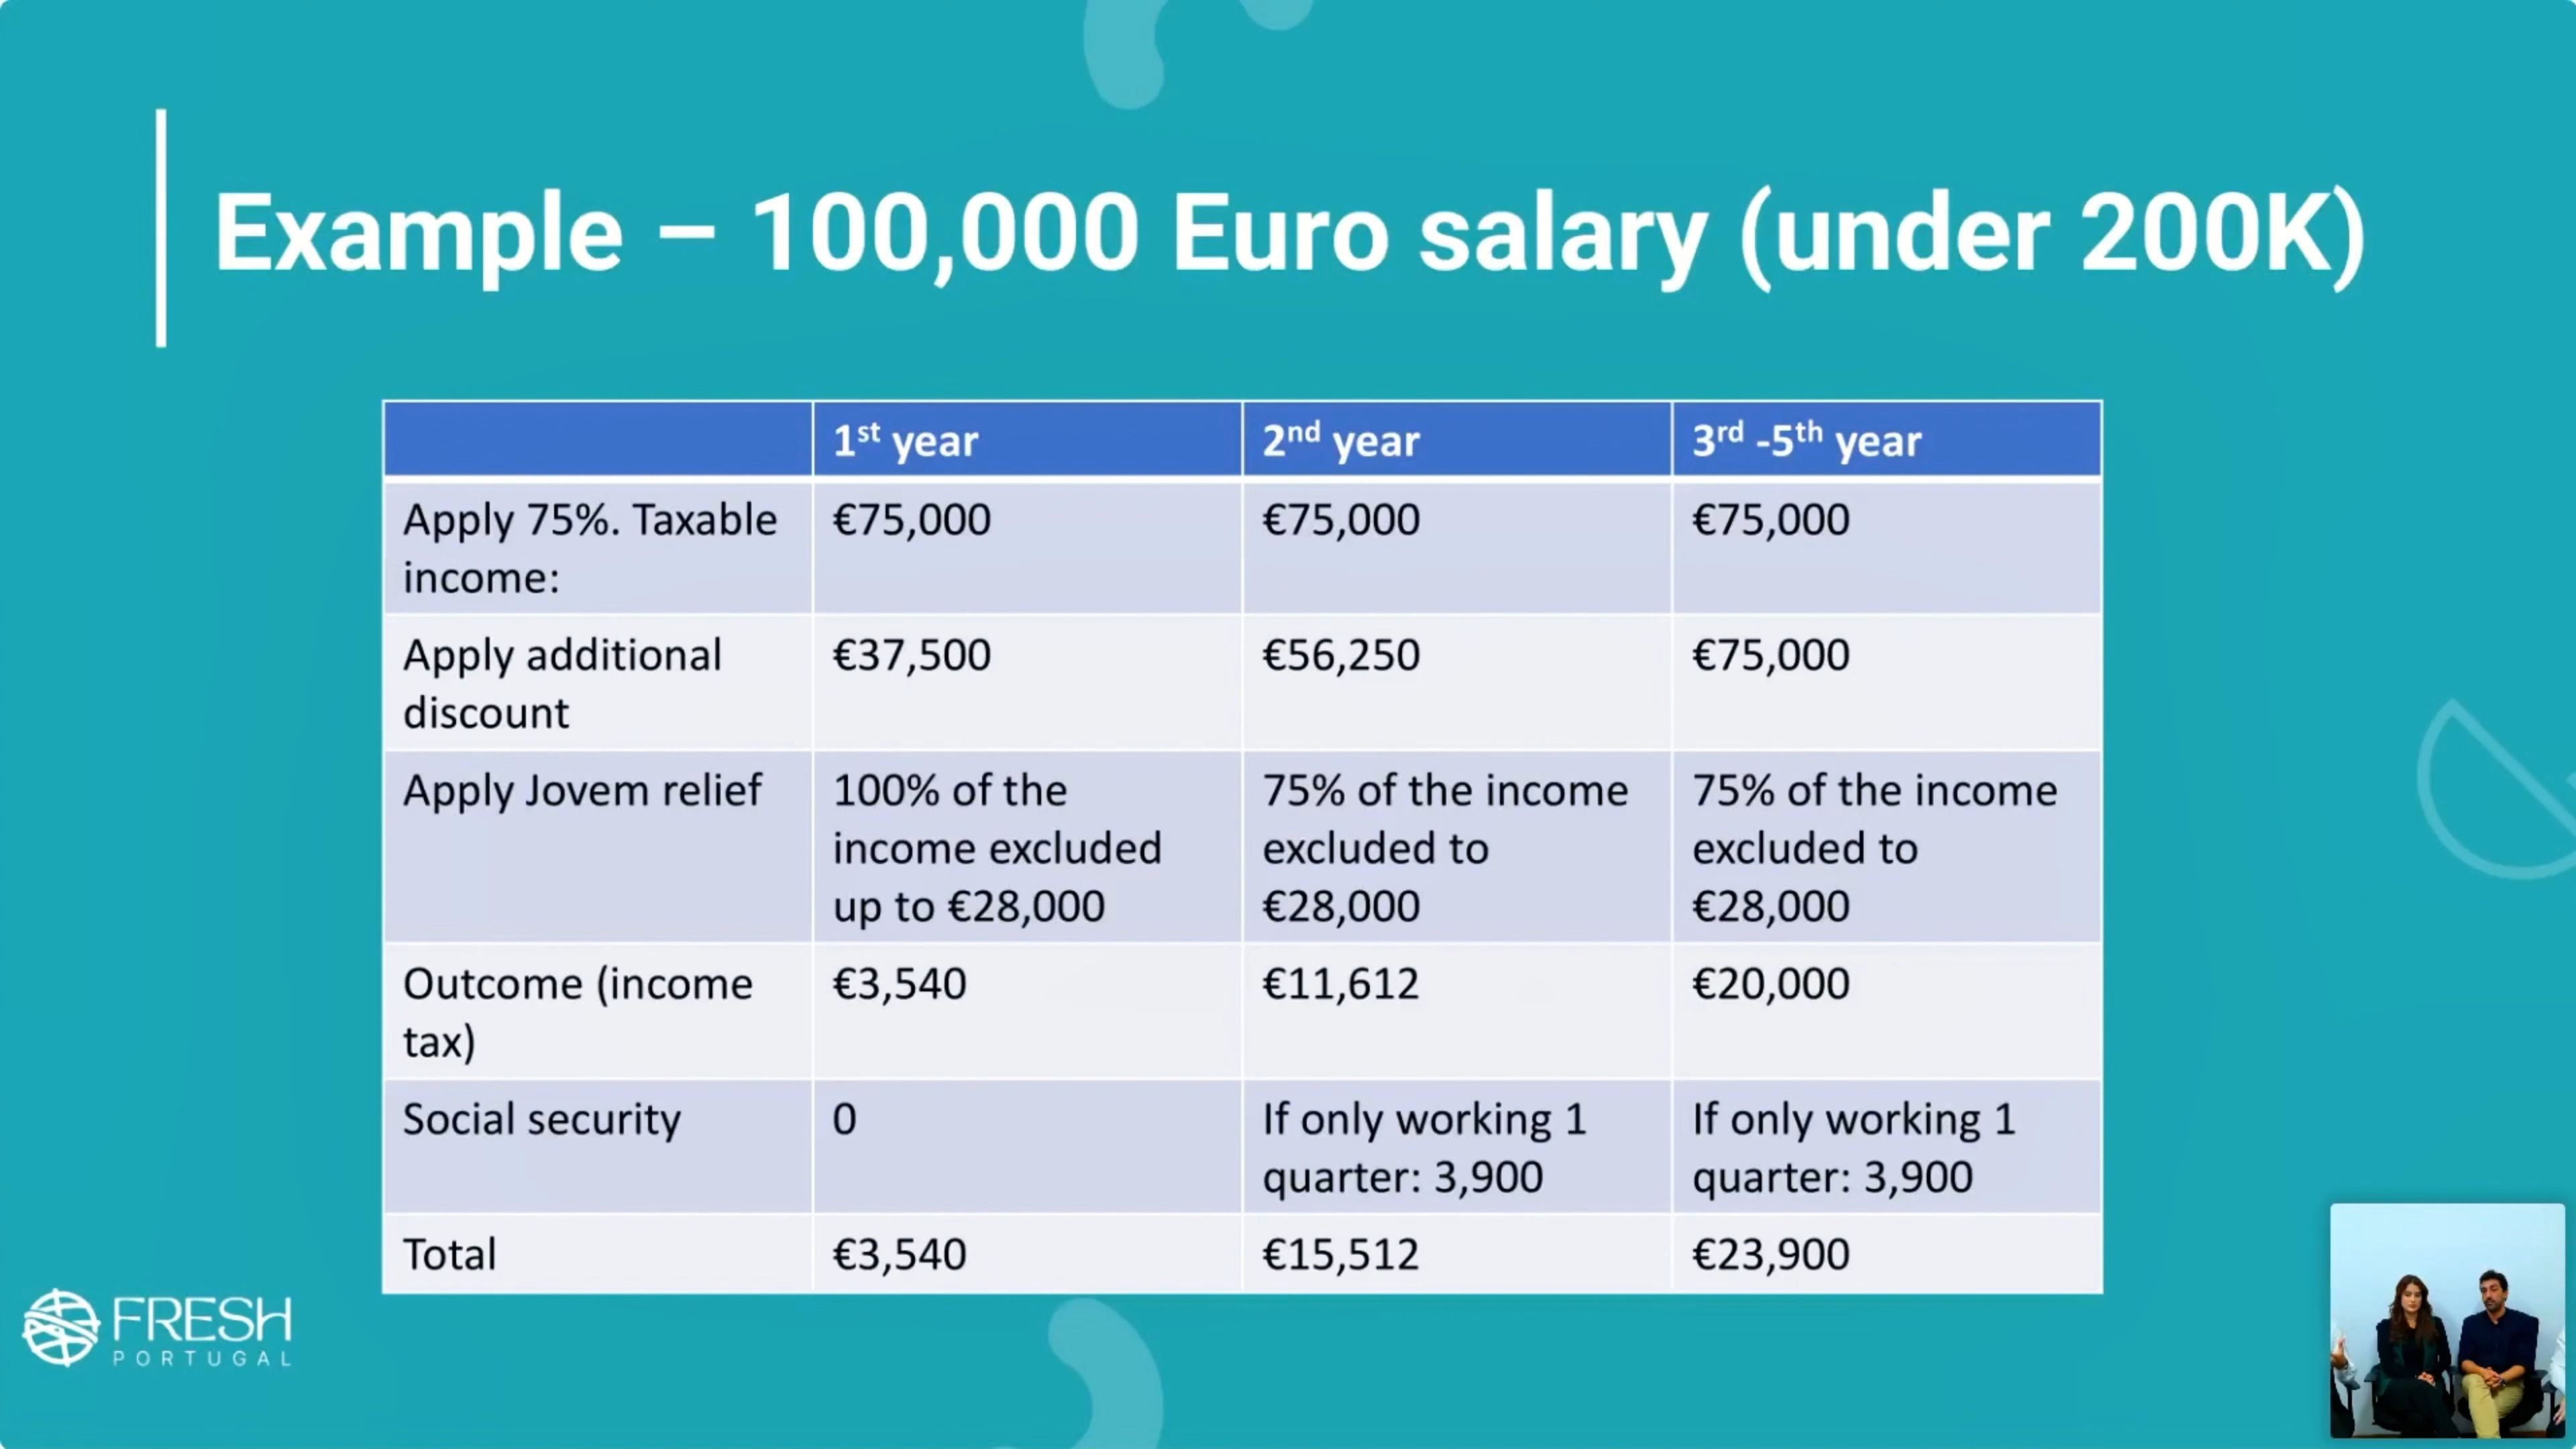 Example – 100,000 Euro salary (under 200K)
1st year
2nd year
3rd -5th year
Apply 75%. Taxable
income:
€75,000
€75,000
€75,000
Apply additional
discount
€37,500
€56,250
€75,000
Apply Jovem relief
100% of the
income excluded
up to €28,000
75% of the income
excluded to
€28,000
75% of the income
excluded to
€28,000
Outcome (income
tax)
€3,540
€11,612
€20,000
Social security
0
If only working 1
quarter: 3,900
If only working 1
quarter: 3,900
Total
€3,540
€15,512
€23,900
FRESH
PORTUGAL